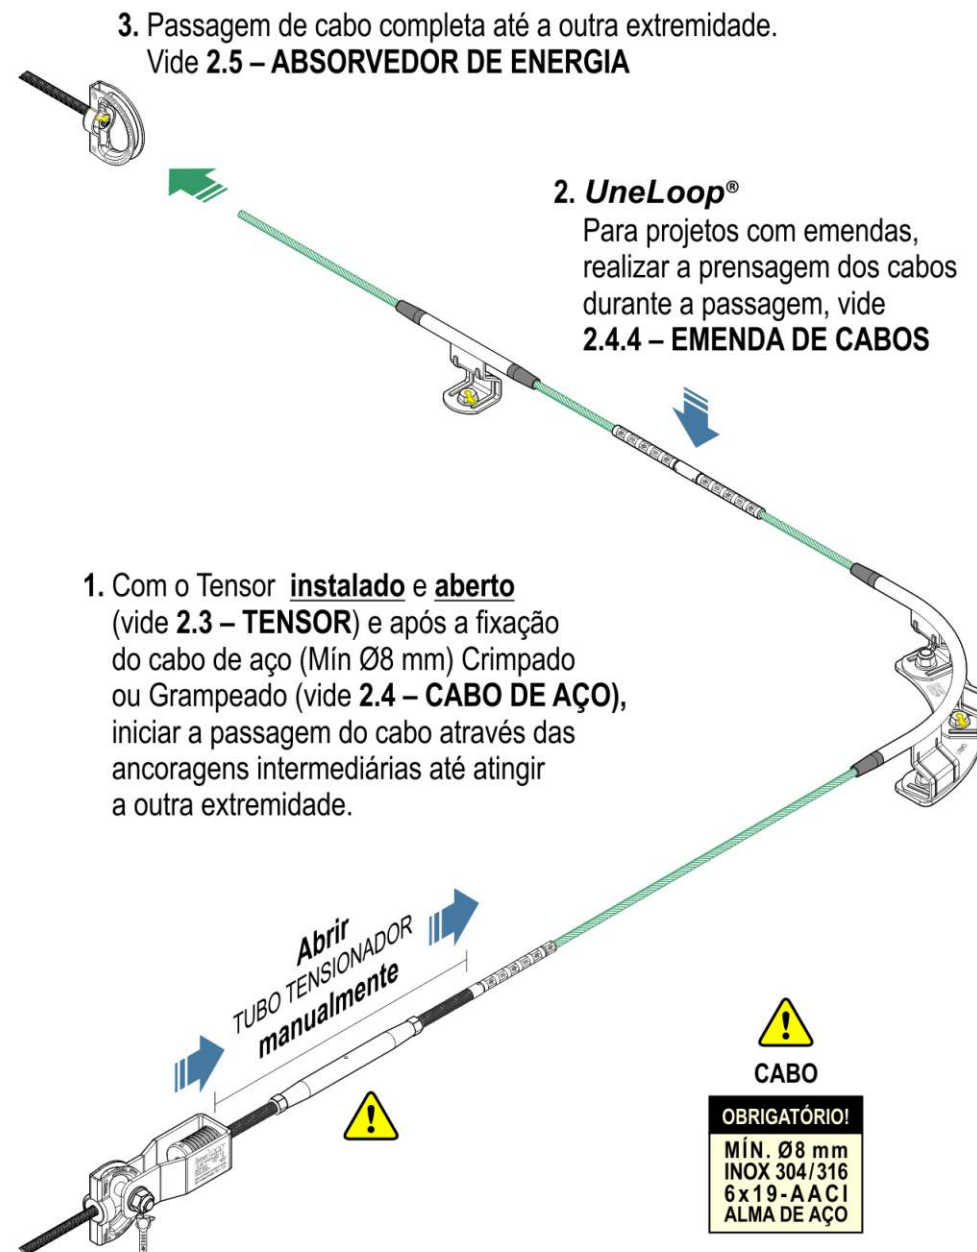 3. Passagem de cabo completa até a outra extremidade.
Vide 2.5 – ABSORVEDOR DE ENERGIA
2. UneLoop®
Para projetos com emendas,
realizar a prensagem dos cabos
durante a passagem, vide
2.4.4 – EMENDA DE CABOS
1. Com o Tensor instalado e aberto
(vide 2.3 – TENSOR) e após a fixação
do cabo de aço (Mín Ø8 mm) Crimpado
ou Grampeado (vide 2.4 – CABO DE AÇO),
iniciar a passagem do cabo através das
ancoragens intermediárias até atingir
a outra extremidade.
Abrir
TUBO TENSIONADOR
manualmente
CABO
OBRIGATÓRIO!
MÍN. Ø8 mm
INOX 304/316
6x19-AACI
ALMA DE AÇO